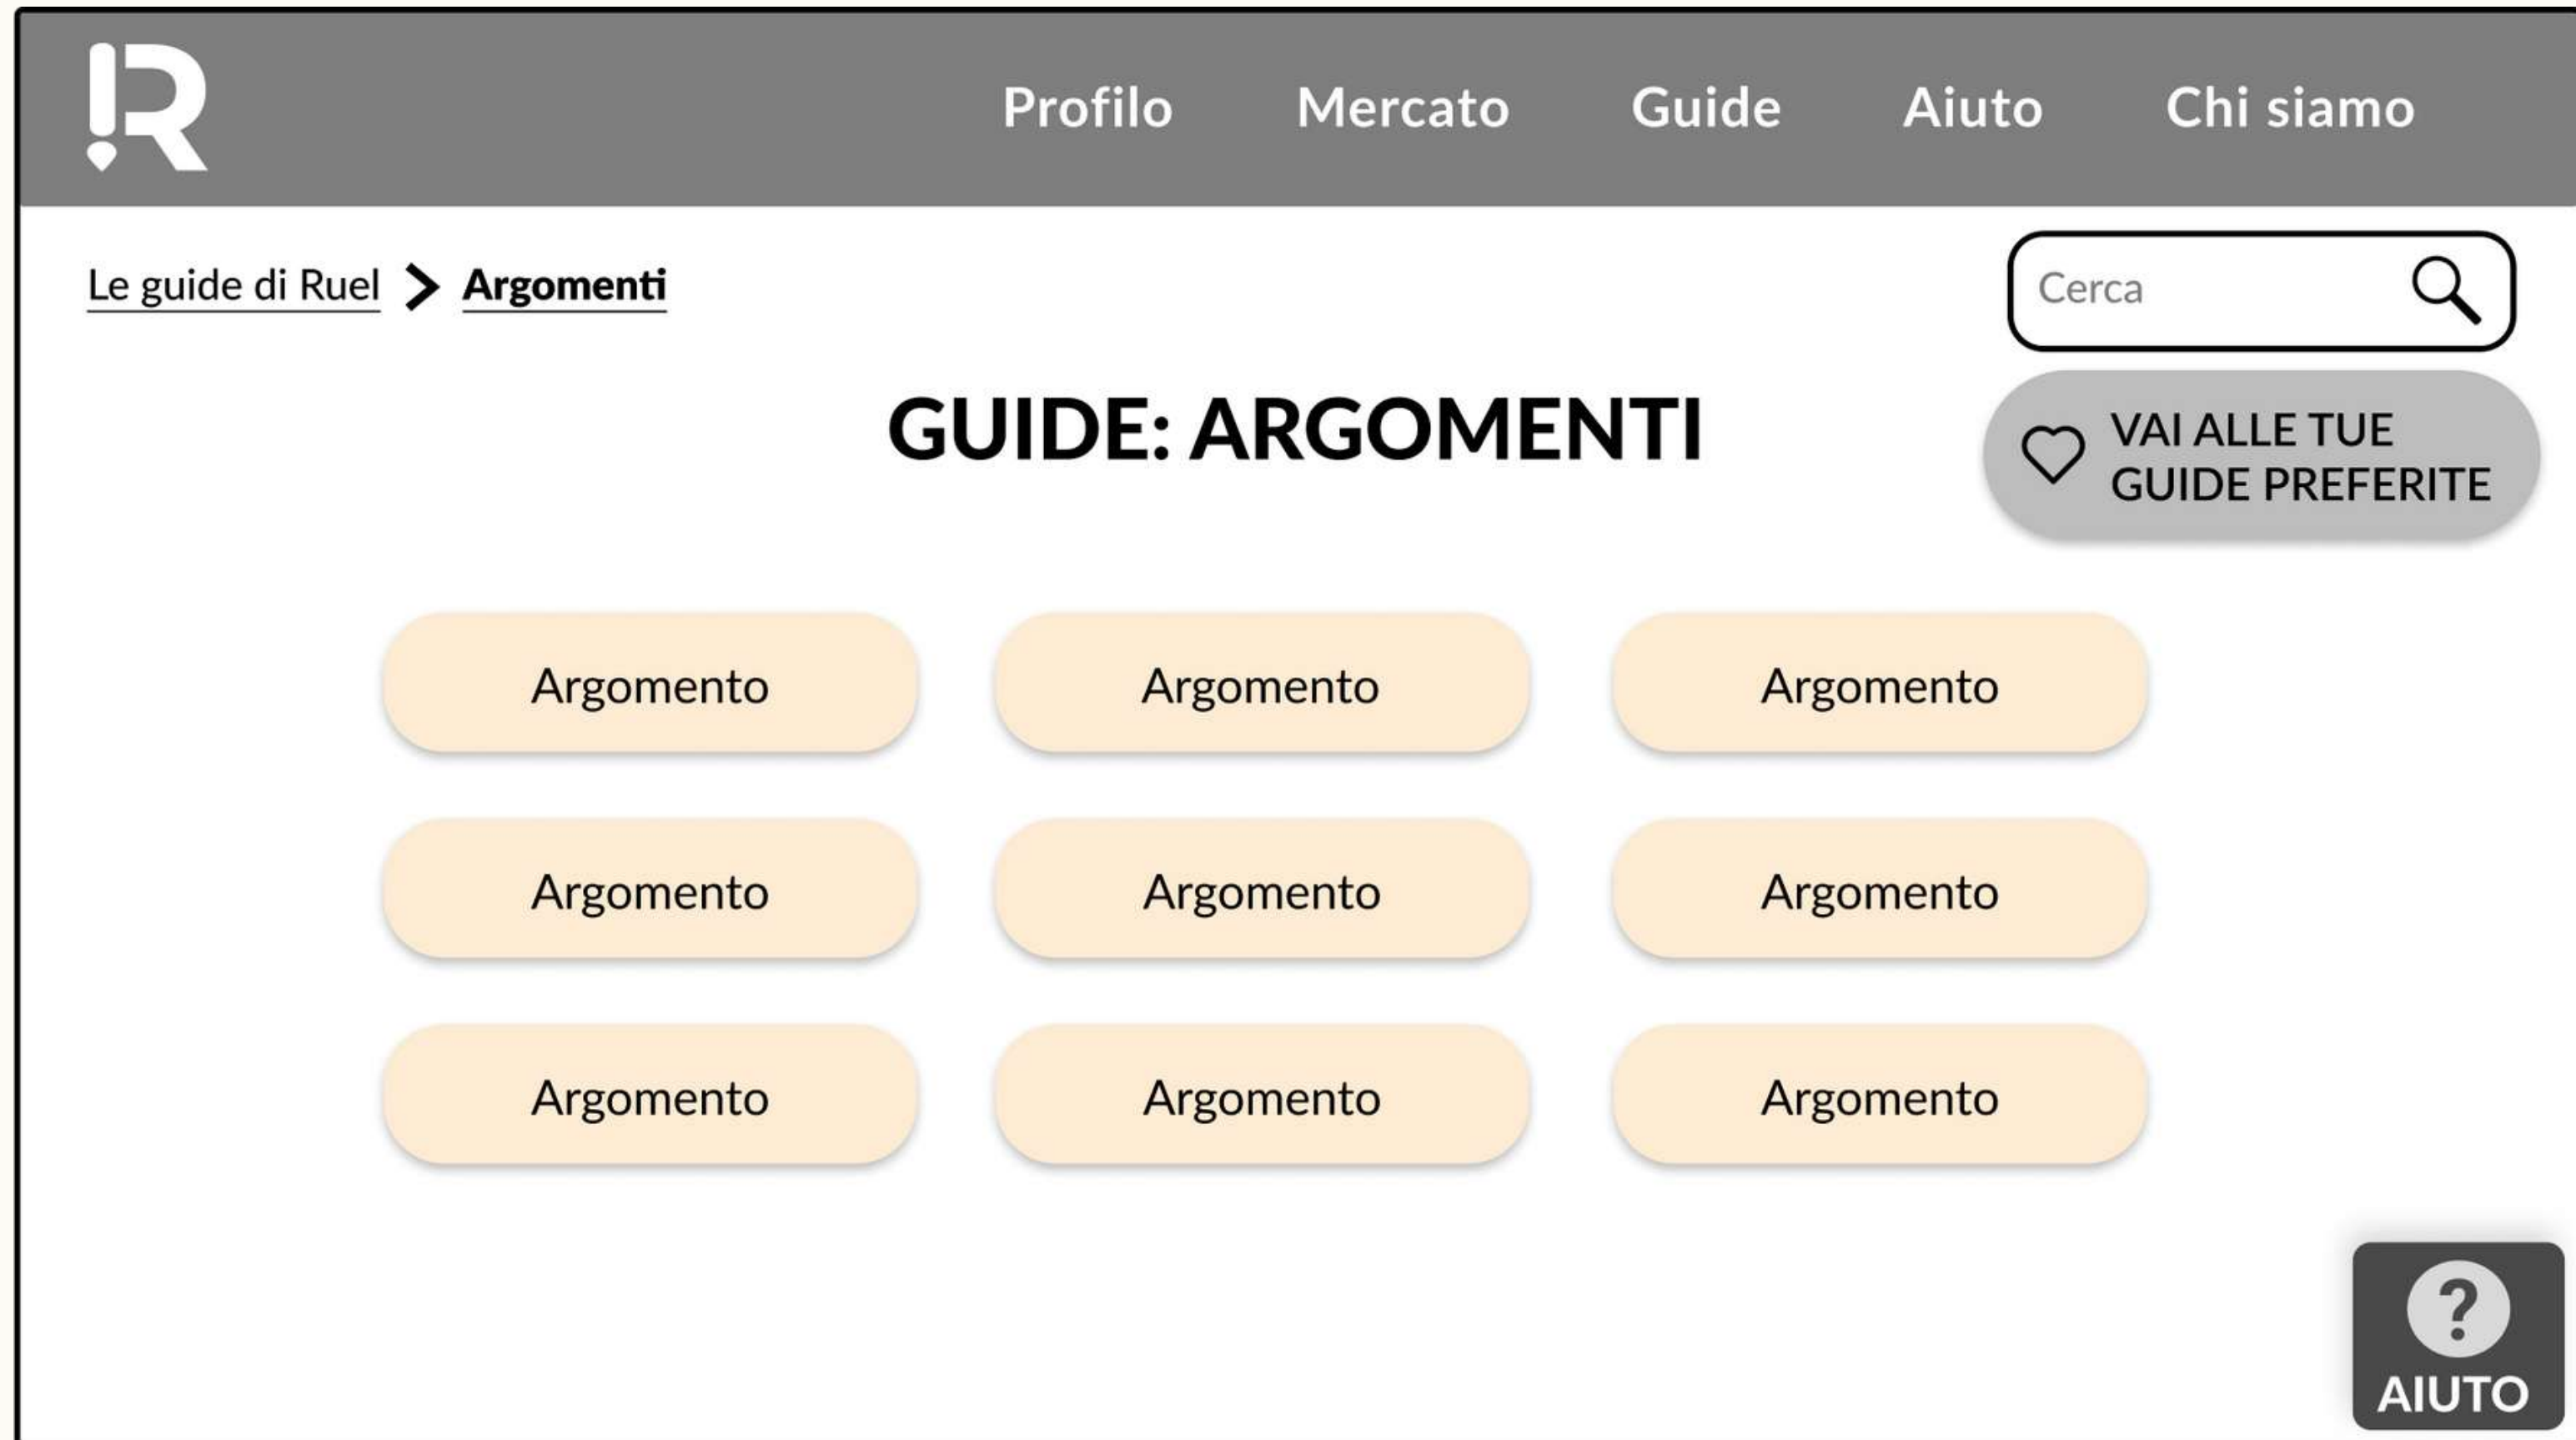 R
Profilo Mercato Guide Aiuto Chi siamo
Le guide di Ruel > Argomenti
Cerca
GUIDE: ARGOMENTI
VAI ALLE TUE
GUIDE PREFERITE
Argomento Argomento Argomento
Argomento Argomento Argomento
Argomento Argomento Argomento
?
AIUTO